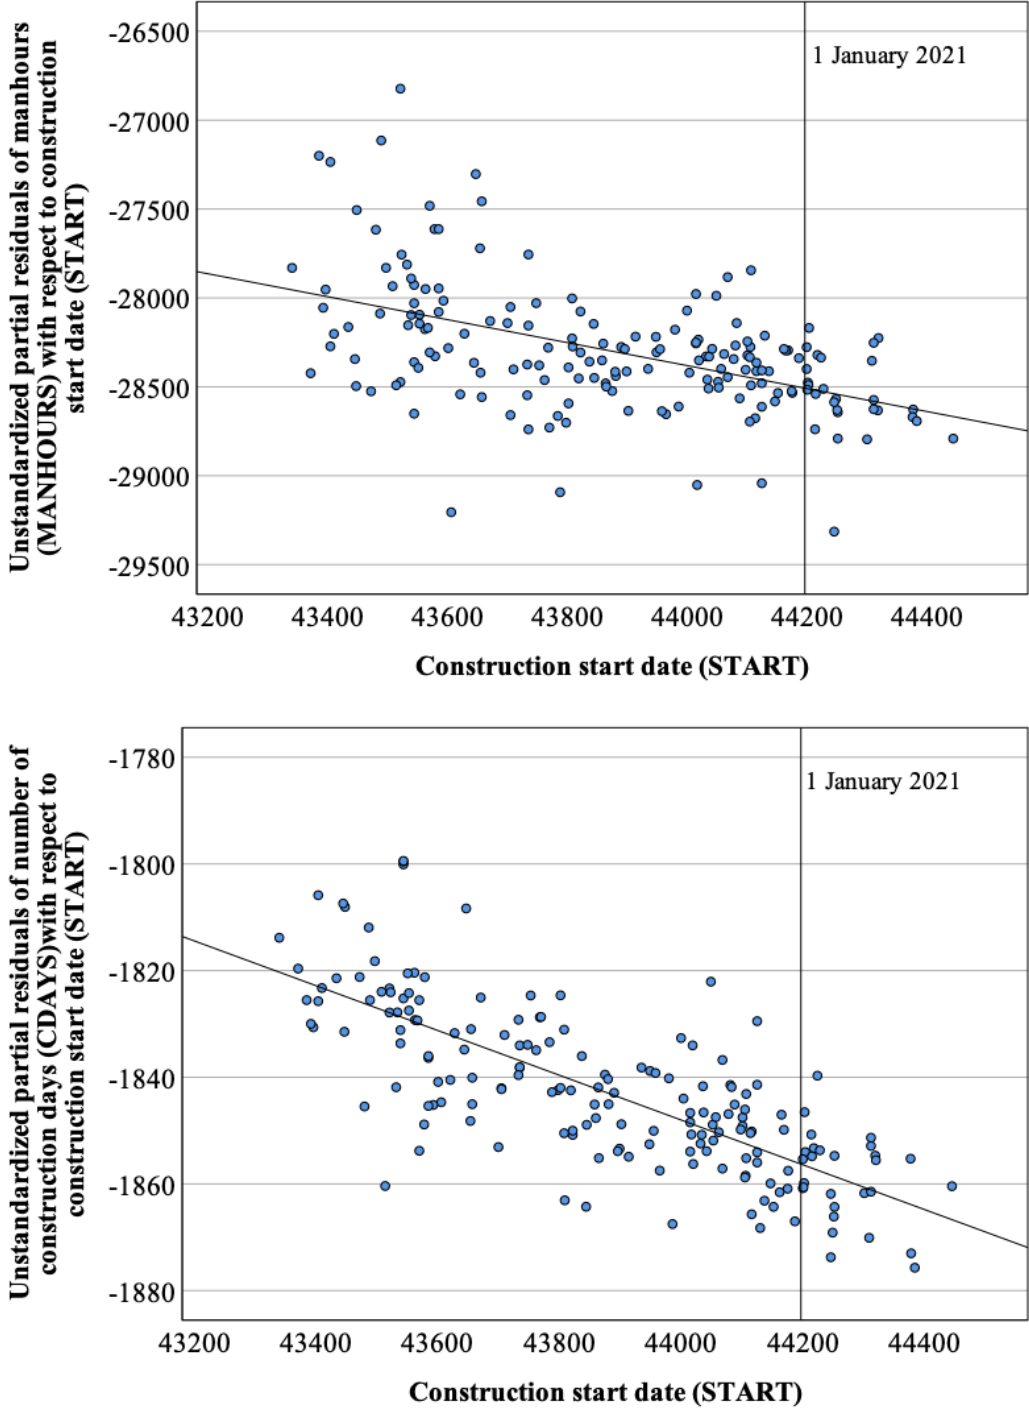 Unstandardized partial residuals of manhours
(MANHOURS) with respect to construction
start date (START)
-26500
-27000
-27500
-28000
-28500
-29000
-29500
1 January 2021
43200 43400 43600 43800 44000 44200 44400
Construction start date (START)
Unstandardized partial residuals of number of
construction days (CDAYS)with respect to
construction start date (START)
-1780
-1800
-1820
-1840
-1860
-1880
1 January 2021
43200 43400 43600 43800 44000 44200 44400
Construction start date (START)